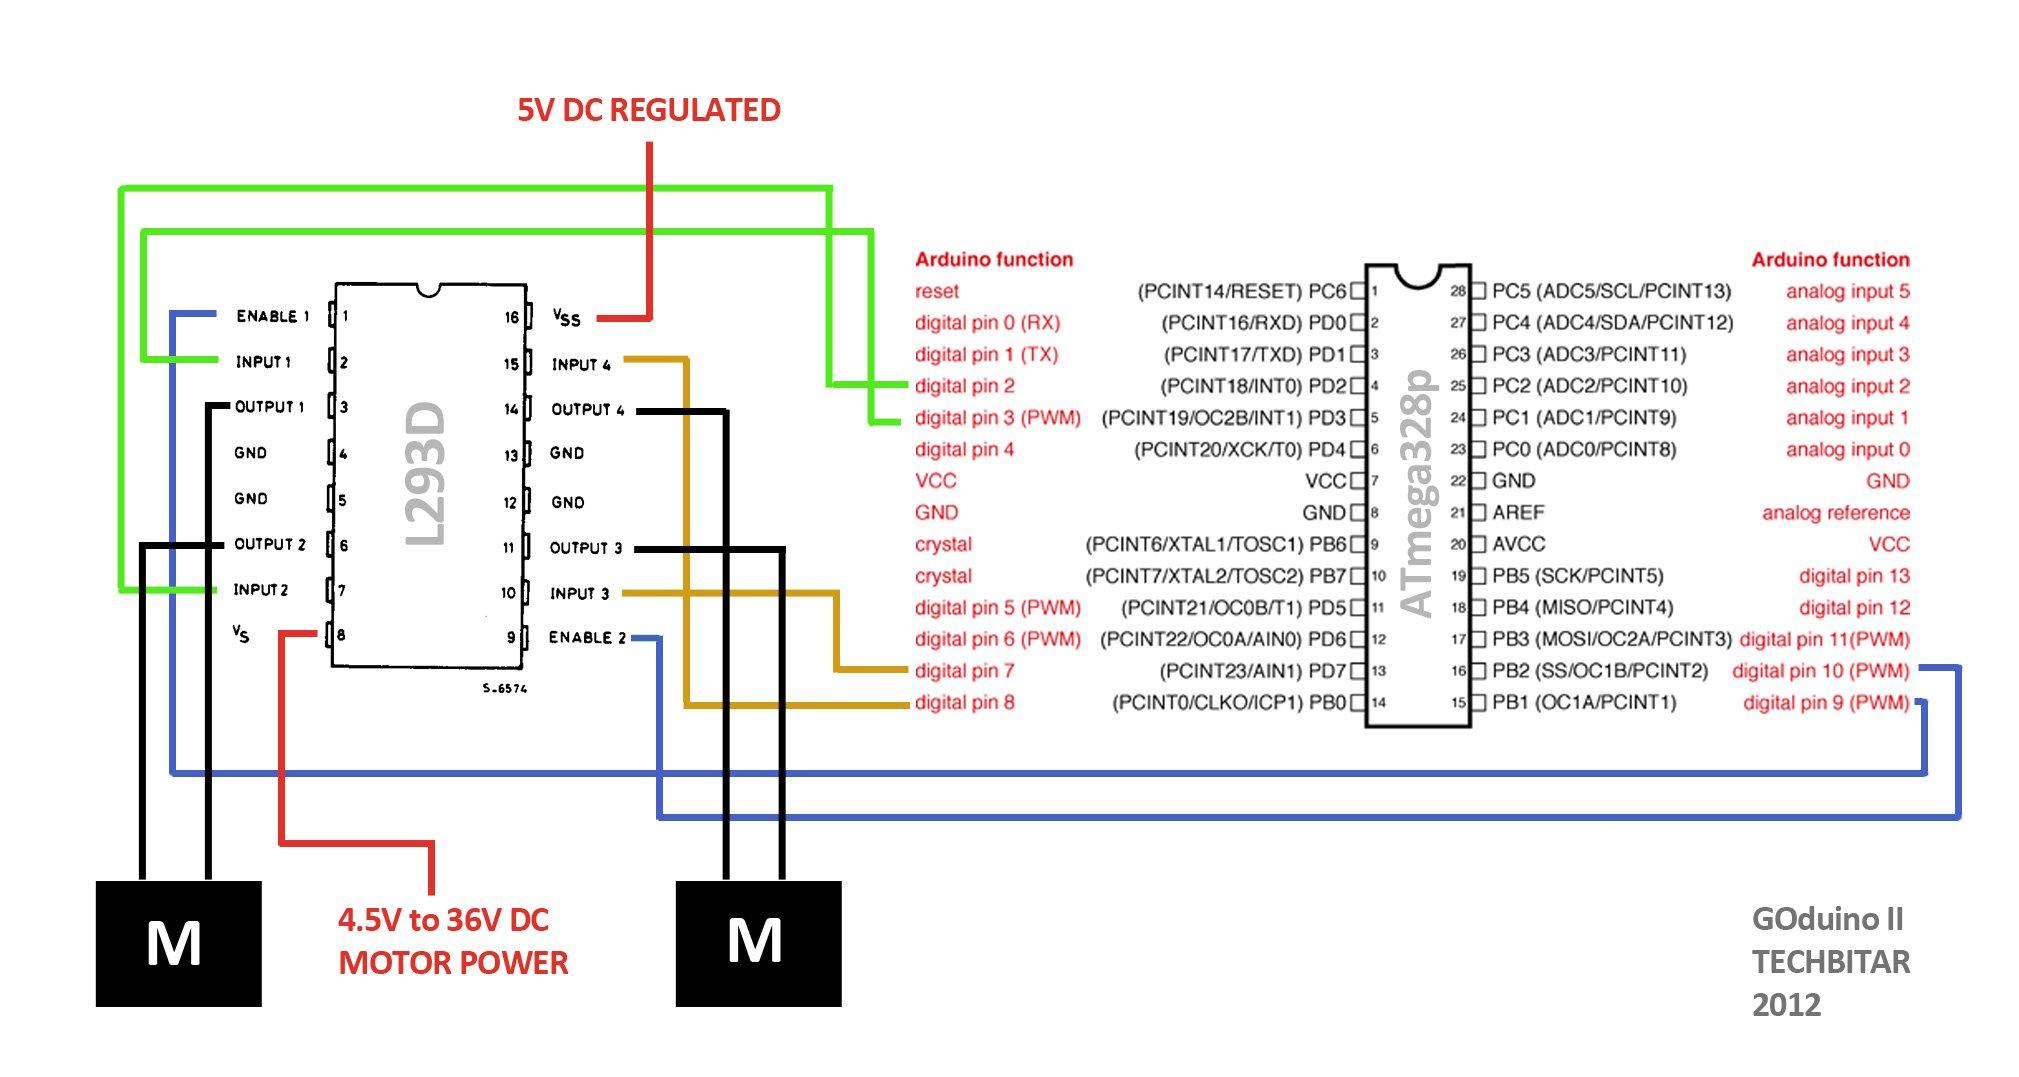 5V DC REGULATED
ENABLE 1
INPUT 1
OUTPUT 1
GND
GND
OUTPUT 2
INPUT 2
VS
1
2
3
4
5
6
7
8
L293D
16
15
14
13
12
11
10
9
VSS
INPUT 4
OUTPUT 4
GND
GND
OUTPUT 3
INPUT 3
ENABLE 2
S-6574
Arduino function
reset
digital pin 0 (RX)
digital pin 1 (TX)
digital pin 2
digital pin 3 (PWM)
digital pin 4
VCC
GND
crystal
crystal
digital pin 5 (PWM)
digital pin 6 (PWM)
digital pin 7
digital pin 8
(PCINT14/RESET) PC6
(PCINT16/RXD) PD0
(PCINT17/TXD) PD1
(PCINT18/INT0) PD2
(PCINT19/OC2B/INT1) PD3
(PCINT20/XCK/T0) PD4
VCC
GND
(PCINT6/XTAL1/TOSC1) PB6
(PCINT7/XTAL2/TOSC2) PB7
(PCINT21/OC0B/T1) PD5
(PCINT22/OC0A/AIN0) PD6
(PCINT23/AIN1) PD7
(PCINT0/CLKO/ICP1) PB0
1
2
3
4
5
6
7
8
9
10
11
12
13
14
ATmega328p
28
27
26
25
24
23
22
21
20
19
18
17
16
15
PC5 (ADC5/SCL/PCINT13)
PC4 (ADC4/SDA/PCINT12)
PC3 (ADC3/PCINT11)
PC2 (ADC2/PCINT10)
PC1 (ADC1/PCINT9)
PC0 (ADC0/PCINT8)
GND
AREF
AVCC
PB5 (SCK/PCINT5)
PB4 (MISO/PCINT4)
PB3 (MOSI/OC2A/PCINT3)
PB2 (SS/OC1B/PCINT2)
PB1 (OC1A/PCINT1)
Arduino function
analog input 5
analog input 4
analog input 3
analog input 2
analog input 1
analog input 0
GND
analog reference
VCC
digital pin 13
digital pin 12
digital pin 11(PWM)
digital pin 10 (PWM)
digital pin 9 (PWM)
M
4.5V to 36V DC
MOTOR POWER
M
GOduino II
TECHBITAR
2012